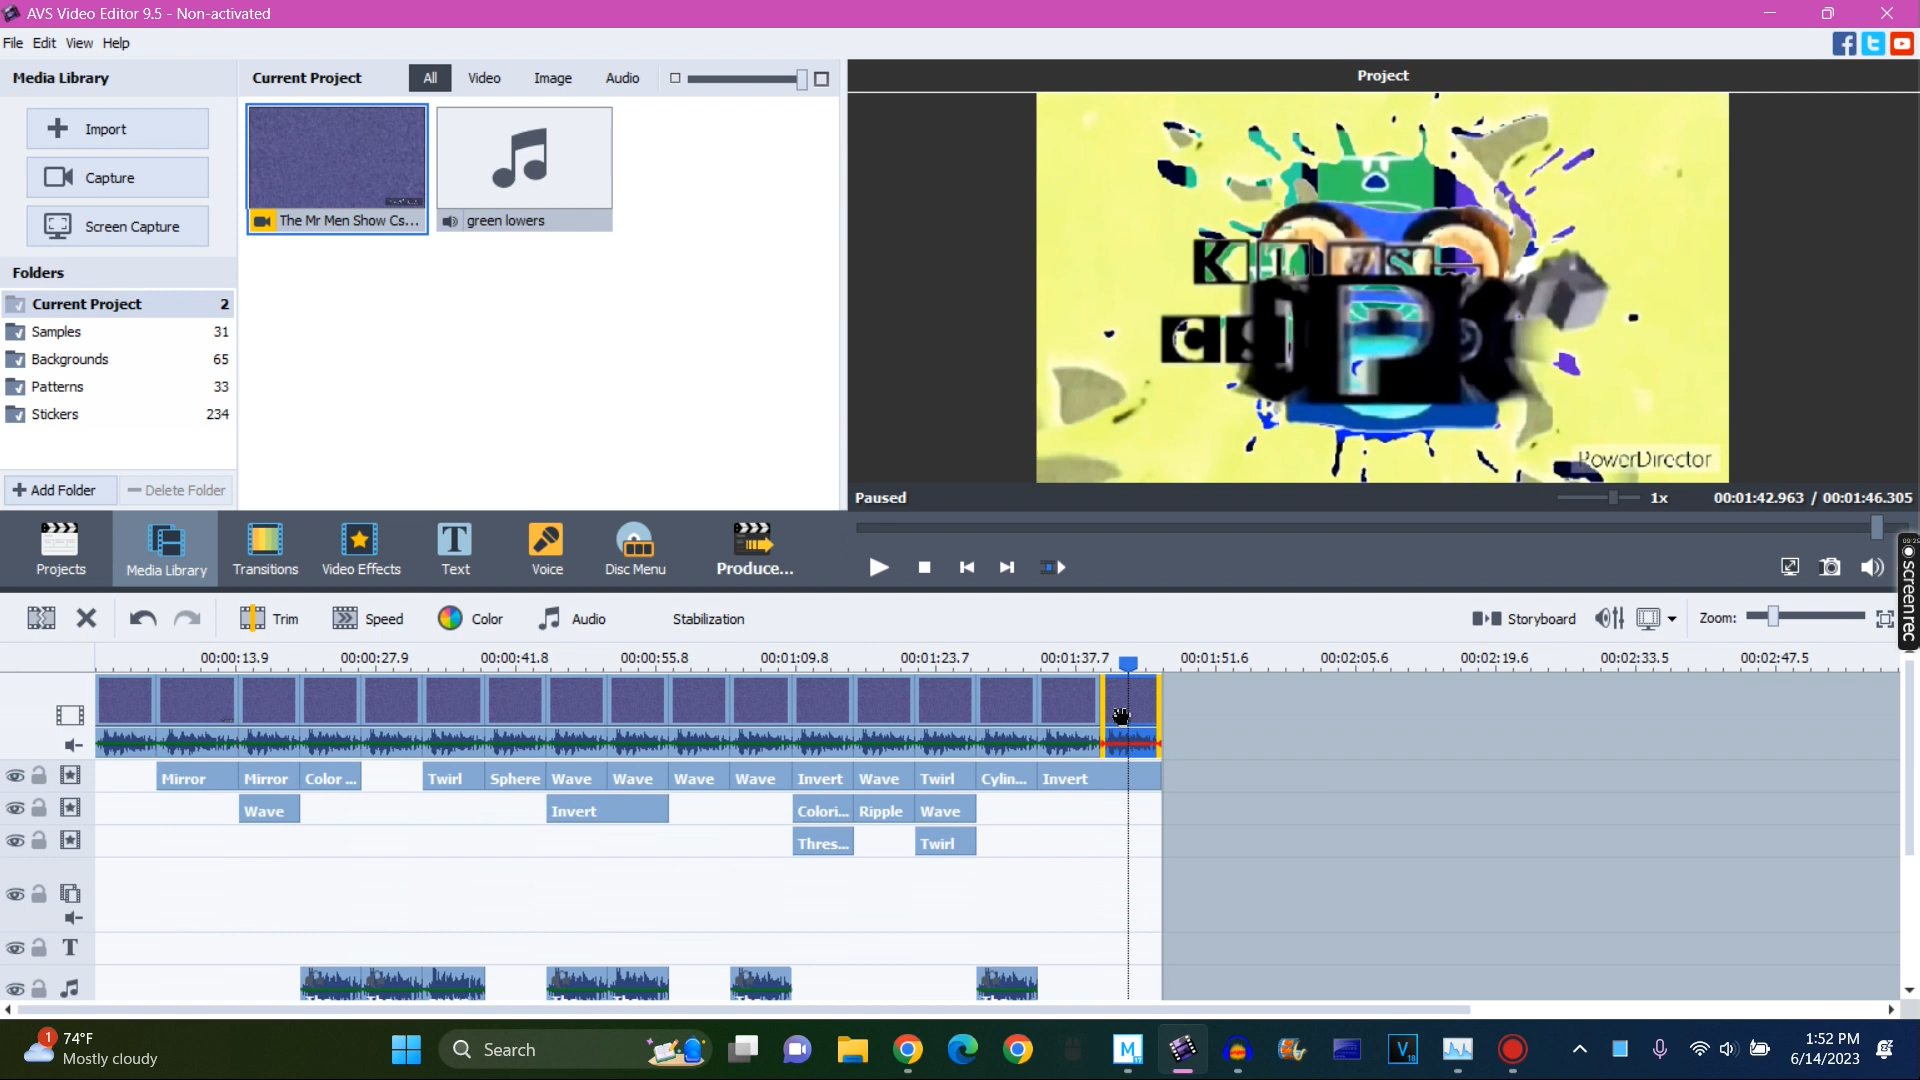 AVS Video Editor 9.5 - Non-activated
File Edit View Help
Media Library
Current Project All Video Image Audio
Project
Import
Capture
Screen Capture
The Mr Men Show Cs...
green lowers
Folders
Current Project 2
Samples 31
Backgrounds 65
Patterns 33
Stickers 234
Add Folder
Delete Folder
P
PowerDirector
Paused
1x
00:01:42.963 / 00:01:46.305
Projects
Media Library
Transitions
Video Effects
Text
Voice
Disc Menu
Produce...
screenrec
Trim
Speed
Color
Audio
Stabilization
Storyboard
Zoom:
00:00:13.9 00:00:27.9 00:00:41.8 00:00:55.8 00:01:09.8 00:01:23.7 00:01:37.7 00:01:51.6 00:02:05.6 00:02:19.6 00:02:33.5 00:02:47.5
Mirror Mirror Color ... Twirl Sphere Wave Wave Wave Wave Invert Wave Twirl Cylin... Invert
Wave Invert Colori... Ripple Wave
Thres... Twirl
T
1
74°F
Mostly cloudy
Search
1:52 PM
6/14/2023